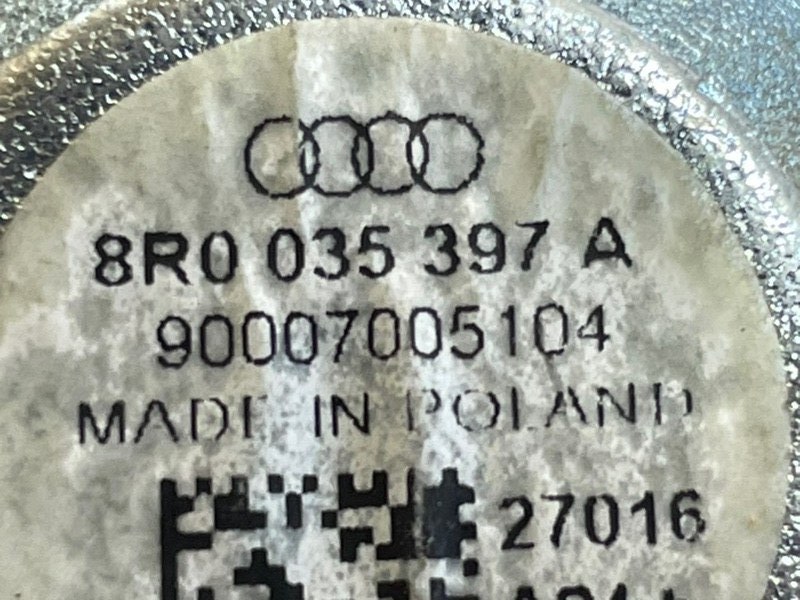 8R0 035 397 A
90007005104
MADE IN POLAND
27016